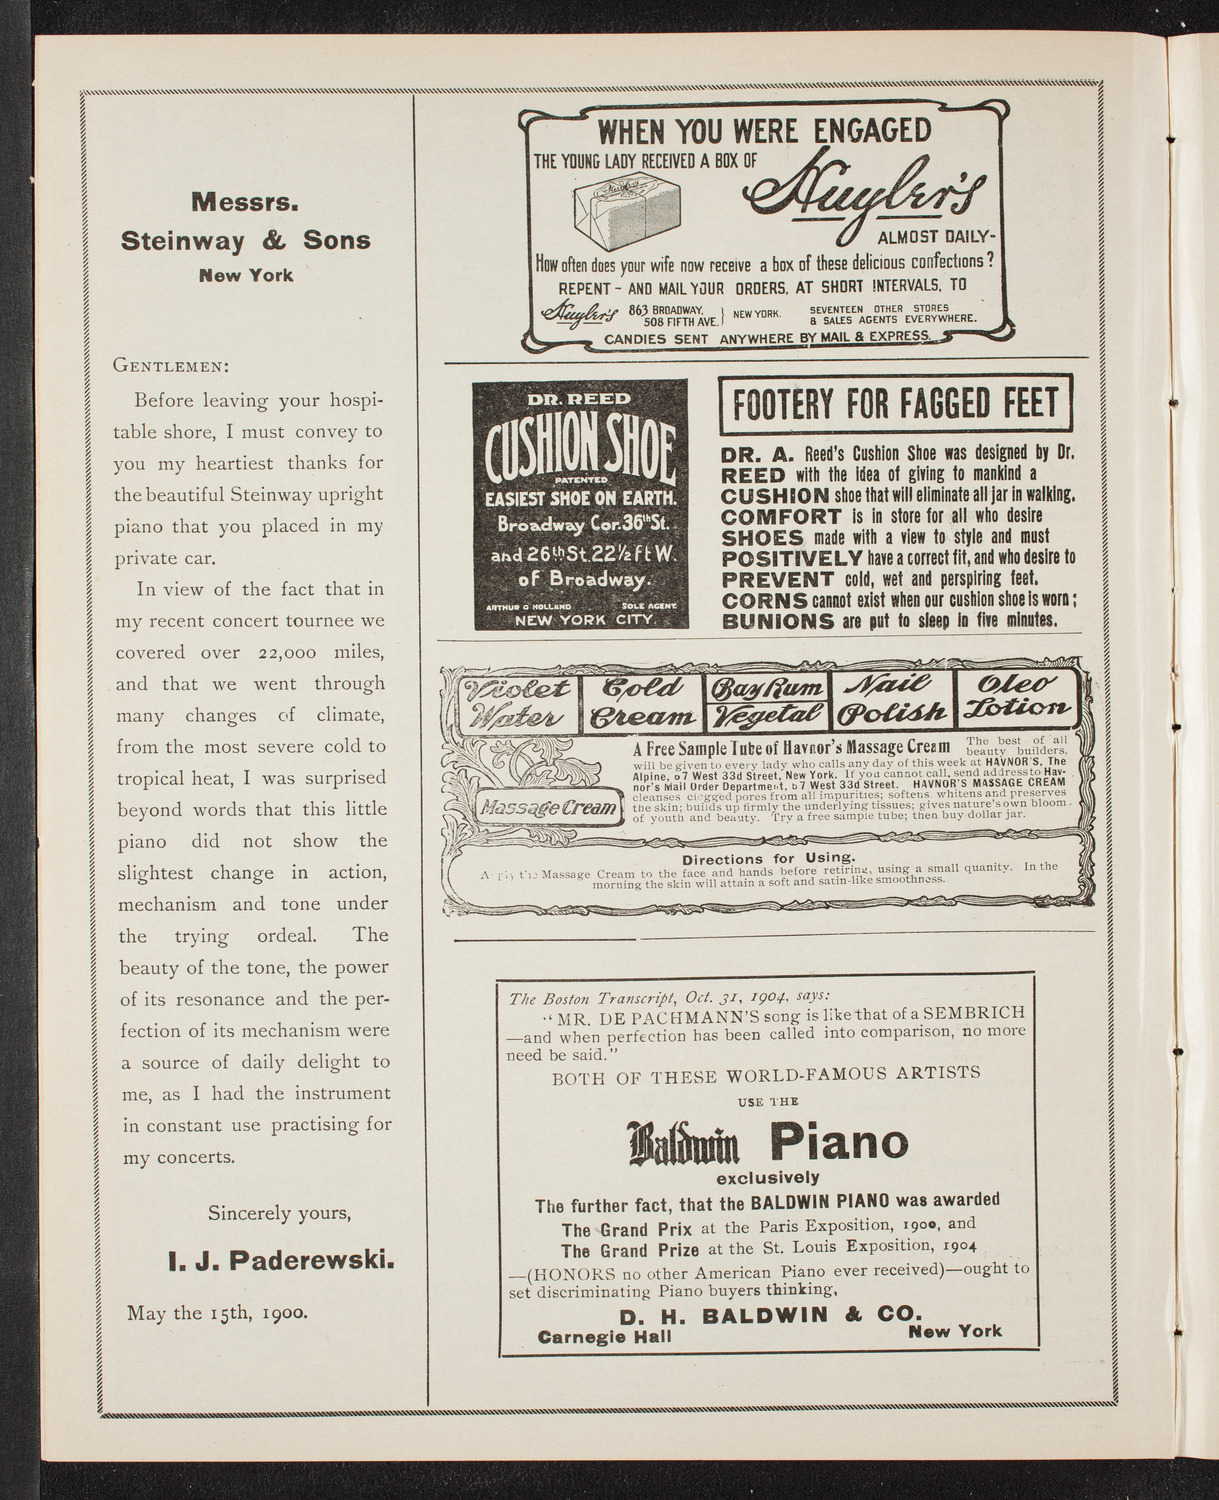 Messrs.
Steinway & Sons
New York
GENTLEMEN:
Before leaving your hospi-
table shore, I must convey to
you my heartiest thanks for
the beautiful Steinway upright
piano that you placed in my
private car.
In view of the fact that in
my recent concert tournee we
covered over 22,000 miles,
and that we went through
many changes of climate,
from the most severe cold to
tropical heat, I was surprised
beyond words that this little
piano did not show the
slightest change in action,
mechanism and tone under
the trying ordeal. The
beauty of the tone, the power
of its resonance and the per-
fection of its mechanism were
a source of daily delight to
me, as I had the instrument
in constant use practising for
my concerts.
Sincerely yours,
I. J. Paderewski.
May the 15th, 1900.
WHEN YOU WERE ENGAGED
THE YOUNG LADY RECEIVED A BOX OF
Huyler's
ALMOST DAILY-
How often does your wife now receive a box of these delicious confections?
REPENT - AND MAIL YOUR ORDERS, AT SHORT INTERVALS, TO
Huyler's 863 BROADWAY, 508 FIFTH AVE. } NEW YORK. SEVENTEEN OTHER STORES
& SALES AGENTS EVERYWHERE.
CANDIES SENT ANYWHERE BY MAIL & EXPRESS.
DR. REED
CUSHION SHOE
PATENTED
EASIEST SHOE ON EARTH.
Broadway Cor. 36th St.
and 26th St. 22½ ft W.
of Broadway.
ARTHUR G HOLLAND SOLE AGENT.
NEW YORK CITY.
FOOTERY FOR FAGGED FEET
DR. A. Reed's Cushion Shoe was designed by Dr.
REED with the idea of giving to mankind a
CUSHION shoe that will eliminate all jar in walking.
COMFORT is in store for all who desire
SHOES made with a view to style and must
POSITIVELY have a correct fit, and who desire to
PREVENT cold, wet and perspiring feet.
CORNS cannot exist when our cushion shoe is worn;
BUNIONS are put to sleep in five minutes.
Violet Water
Cold Cream
Bay Rum
Vegetal
Nail Polish
Oleo Lotion
Massage Cream
A Free Sample Tube of Havnor's Massage Cream The best of all
beauty builders,
will be given to every lady who calls any day of this week at HAVNOR'S, The
Alpine, 57 West 33d Street, New York. If you cannot call, send address to Hav-
nor's Mail Order Department, 57 West 33d Street. HAVNOR'S MASSAGE CREAM
cleanses clogged pores from all impurities; softens, whitens and preserves
the skin; builds up firmly the underlying tissues; gives nature's own bloom
of youth and beauty. Try a free sample tube; then buy dollar jar.
Directions for Using.
Massage Cream to the face and hands before retiring, using a small quanity. In the
morning the skin will attain a soft and satin-like smoothness.
The Boston Transcript, Oct. 31, 1904, says:
"MR. DE PACHMANN'S song is like that of a SEMBRICH
—and when perfection has been called into comparison, no more
need be said."
BOTH OF THESE WORLD-FAMOUS ARTISTS
USE THE
Baldwin Piano
exclusively
The further fact, that the BALDWIN PIANO was awarded
The Grand Prix at the Paris Exposition, 1900, and
The Grand Prize at the St. Louis Exposition, 1904
—(HONORS no other American Piano ever received)—ought to
set discriminating Piano buyers thinking,
D. H. BALDWIN & CO.
Carnegie Hall New York